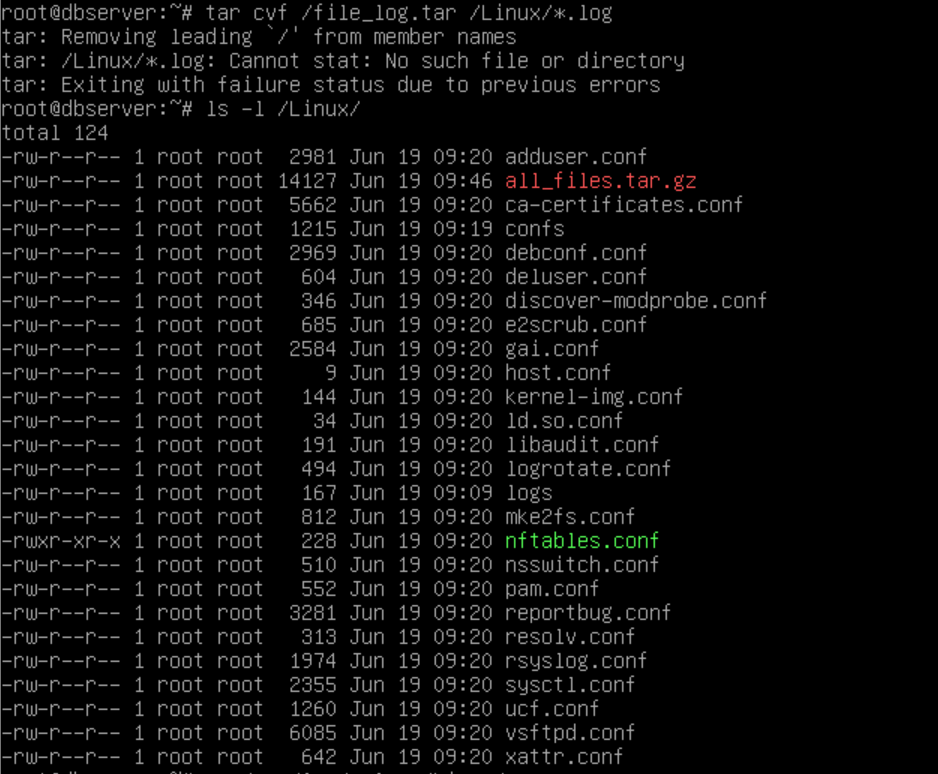 root@dbserver:~# tar cvf /file_log.tar /Linux/*.log
tar: Removing leading `/' from member names
tar: /Linux/*.log: Cannot stat: No such file or directory
tar: Exiting with failure status due to previous errors
root@dbserver:~# ls -l /Linux/
total 124
-rw-r--r-- 1 root root  2981 Jun 19 09:20 adduser.conf
-rw-r--r-- 1 root root 14127 Jun 19 09:46 all_files.tar.gz
-rw-r--r-- 1 root root  5662 Jun 19 09:20 ca-certificates.conf
-rw-r--r-- 1 root root  1215 Jun 19 09:19 confs
-rw-r--r-- 1 root root  2969 Jun 19 09:20 debconf.conf
-rw-r--r-- 1 root root   604 Jun 19 09:20 deluser.conf
-rw-r--r-- 1 root root   346 Jun 19 09:20 discover-modprobe.conf
-rw-r--r-- 1 root root   685 Jun 19 09:20 e2scrub.conf
-rw-r--r-- 1 root root  2584 Jun 19 09:20 gai.conf
-rw-r--r-- 1 root root     9 Jun 19 09:20 host.conf
-rw-r--r-- 1 root root   144 Jun 19 09:20 kernel-img.conf
-rw-r--r-- 1 root root    34 Jun 19 09:20 ld.so.conf
-rw-r--r-- 1 root root   191 Jun 19 09:20 libaudit.conf
-rw-r--r-- 1 root root   494 Jun 19 09:20 logrotate.conf
-rw-r--r-- 1 root root   167 Jun 19 09:09 logs
-rw-r--r-- 1 root root   812 Jun 19 09:20 mke2fs.conf
-rwxr-xr-x 1 root root   228 Jun 19 09:20 nftables.conf
-rw-r--r-- 1 root root   510 Jun 19 09:20 nsswitch.conf
-rw-r--r-- 1 root root   552 Jun 19 09:20 pam.conf
-rw-r--r-- 1 root root  3281 Jun 19 09:20 reportbug.conf
-rw-r--r-- 1 root root   313 Jun 19 09:20 resolv.conf
-rw-r--r-- 1 root root  1974 Jun 19 09:20 rsyslog.conf
-rw-r--r-- 1 root root  2355 Jun 19 09:20 sysctl.conf
-rw-r--r-- 1 root root  1260 Jun 19 09:20 ucf.conf
-rw-r--r-- 1 root root  6085 Jun 19 09:20 vsftpd.conf
-rw-r--r-- 1 root root   642 Jun 19 09:20 xattr.conf